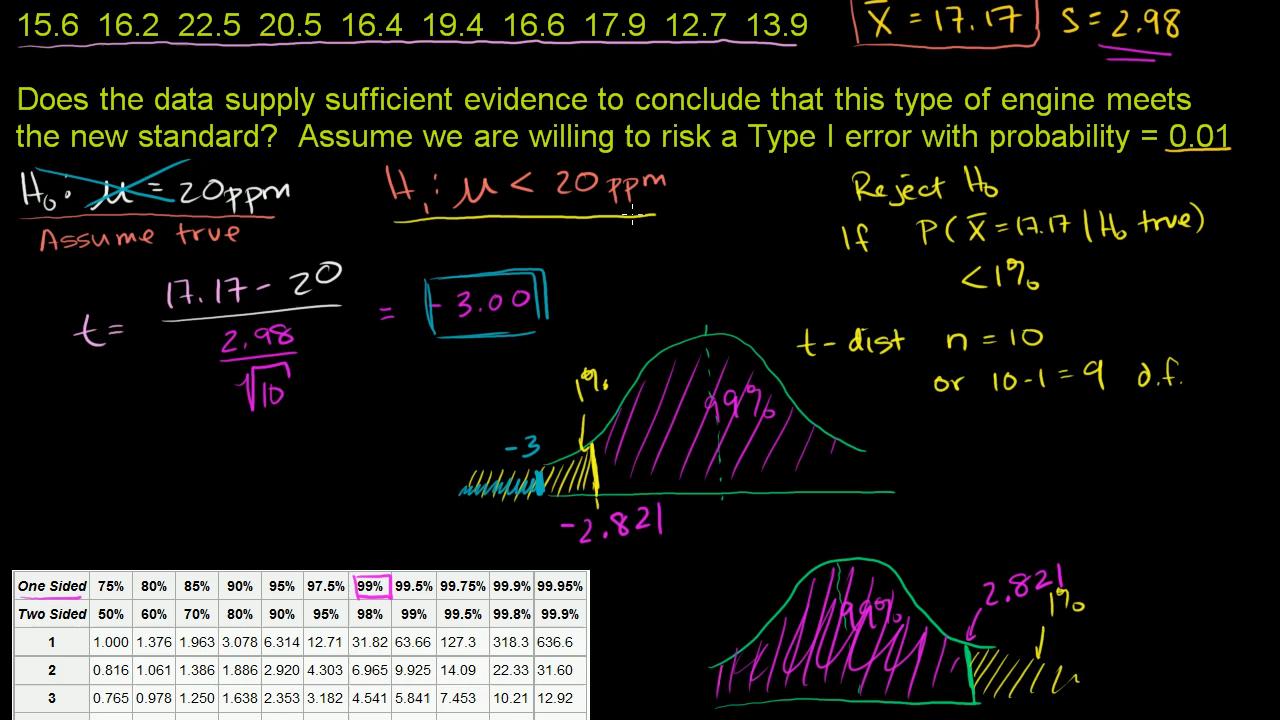 15.6 16.2 22.5 20.5 16.4 19.4 16.6 17.9 12.7 13.9
X̄ = 17.17 S = 2.98
Does the data supply sufficient evidence to conclude that this type of engine meets
the new standard? Assume we are willing to risk a Type I error with probability = 0.01
H₀: μ = 20ppm
Assume true
H₁: μ < 20ppm
Reject H₀
If P(X̄ = 17.17 | H₀ true)
< 1%
t = 17.17 - 20
2.98
√10
= -3.00
t-dist n = 10
or 10-1 = 9 d.f.
1%
99%
-3
-2.821
99%
2.821
1%
One Sided 75% 80% 85% 90% 95% 97.5% 99% 99.5% 99.75% 99.9% 99.95%
Two Sided 50% 60% 70% 80% 90% 95% 98% 99% 99.5% 99.8% 99.9%
1 1.000 1.376 1.963 3.078 6.314 12.71 31.82 63.66 127.3 318.3 636.6
2 0.816 1.061 1.386 1.886 2.920 4.303 6.965 9.925 14.09 22.33 31.60
3 0.765 0.978 1.250 1.638 2.353 3.182 4.541 5.841 7.453 10.21 12.92